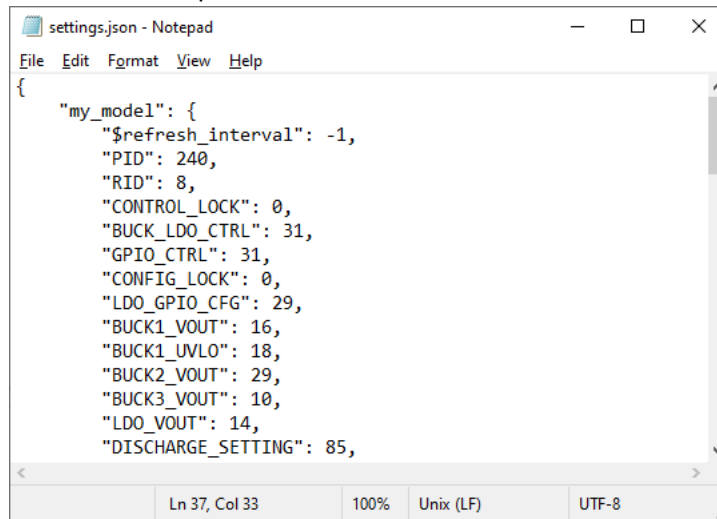 settings.json - Notepad
File Edit Format View Help
{
"my_model": {
"$refresh_interval": -1,
"PID": 240,
"RID": 8,
"CONTROL_LOCK": 0,
"BUCK_LDO_CTRL": 31,
"GPIO_CTRL": 31,
"CONFIG_LOCK": 0,
"LDO_GPIO_CFG": 29,
"BUCK1_VOUT": 16,
"BUCK1_UVLO": 18,
"BUCK2_VOUT": 29,
"BUCK3_VOUT": 10,
"LDO_VOUT": 14,
"DISCHARGE_SETTING": 85,
Ln 37, Col 33 100% Unix (LF) UTF-8